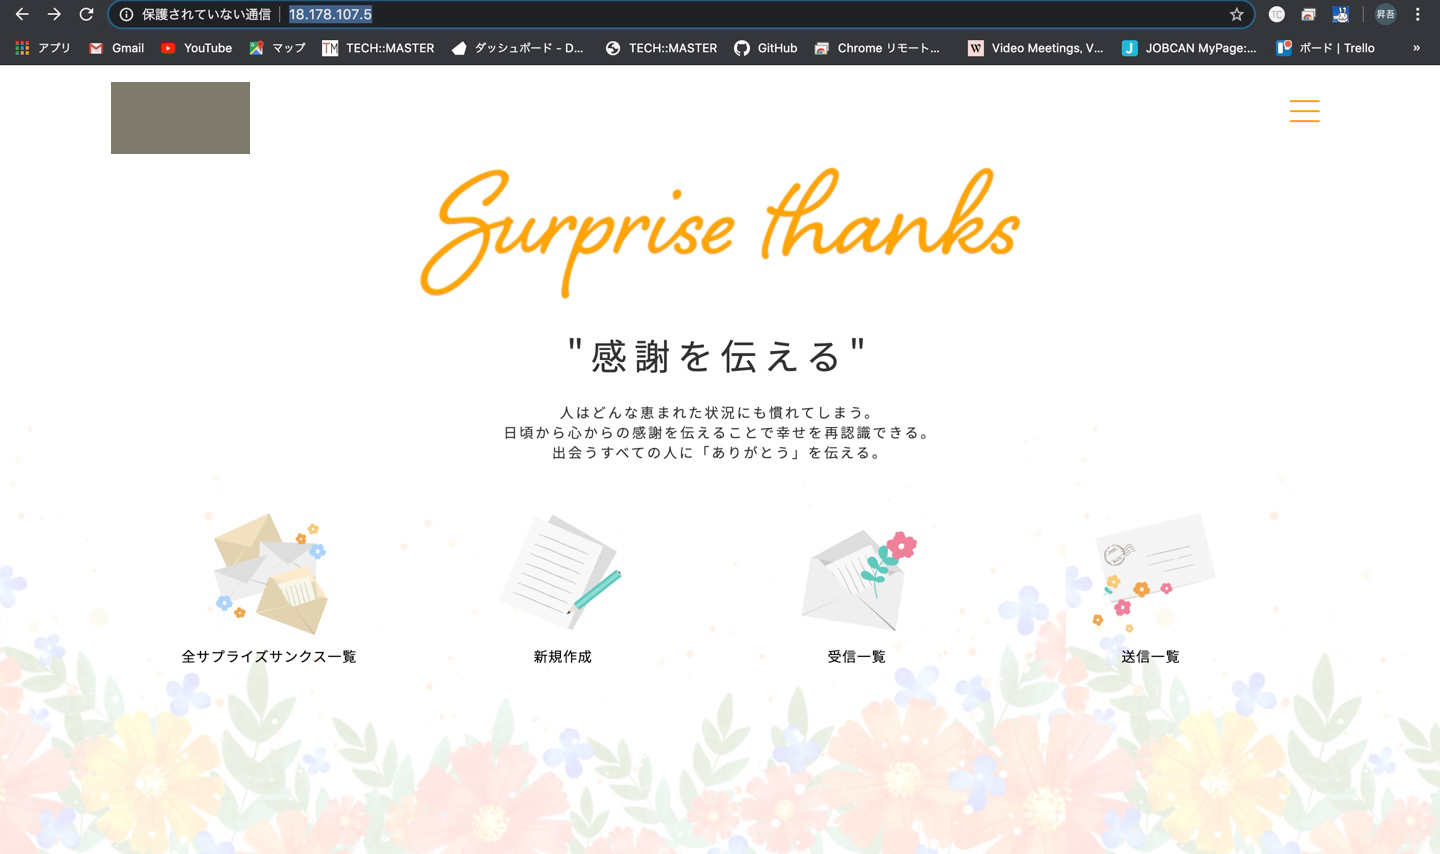 保護されていない通信 18.178.107.5
アプリ Gmail YouTube マップ TECH::MASTER ダッシュボード - D... TECH::MASTER GitHub Chrome リモート... Video Meetings, V... JOBCAN MyPage:... ボード | Trello »
Surprise thanks
"感謝を伝える"
人はどんな恵まれた状況にも慣れてしまう。
日頃から心からの感謝を伝えることで幸せを再認識できる。
出会うすべての人に「ありがとう」を伝える。
全サプライズサンクス一覧 新規作成 受信一覧 送信一覧